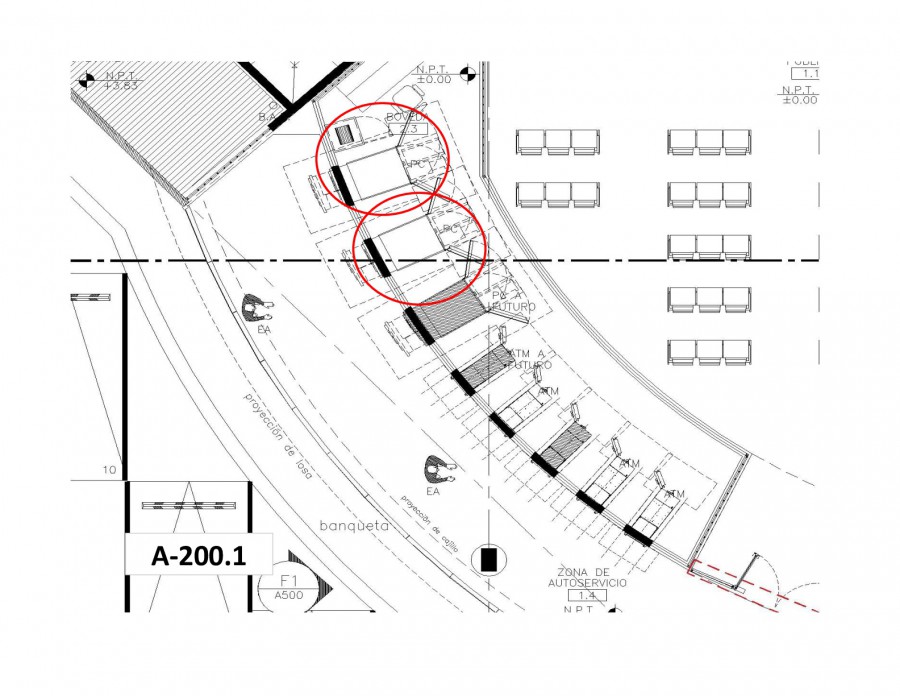 N.P.T.
+3.83
N.P.T.
±0.00
1.1
N.P.T.
±0.00
B.A.
BOVEDA
2.3
PC
PC
PC A
FUTURO
EA
ATM A
FUTURO
ATM
ATM
ATM
proyección de losa
10
EA
proyección de cajillo
banqueta
A-200.1
F1
A500
ZONA DE
AUTOSERVICIO
1.4
N.P.T.